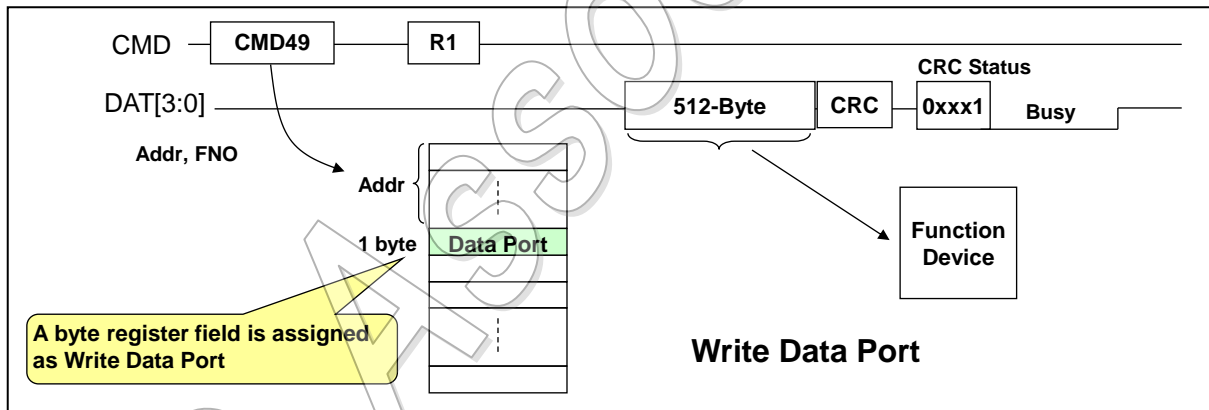 CMD CMD49 R1
CRC Status
DAT[3:0] 512-Byte CRC 0xxx1 Busy
Addr, FNO
Addr
1 byte Data Port
Function
Device
A byte register field is assigned
as Write Data Port
Write Data Port